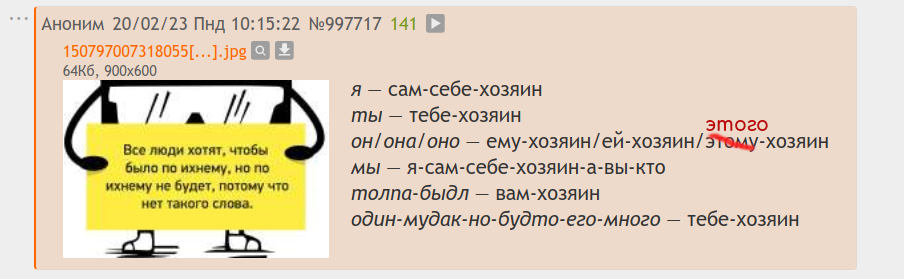 Аноним 20/02/23 Пнд 10:15:22 №997717 141
150797007318055[...].jpg
64Кб, 900x600
Все люди хотят, чтобы
было по ихнему, но по
ихнему не будет, потому что
нет такого слова.
я — сам-себе-хозяин
ты — тебе-хозяин
этого
он/она/оно — ему-хозяин/ей-хозяин/этому-хозяин
мы — я-сам-себе-хозяин-а-вы-кто
толпа-быдл — вам-хозяин
один-мудак-но-будто-его-много — тебе-хозяин